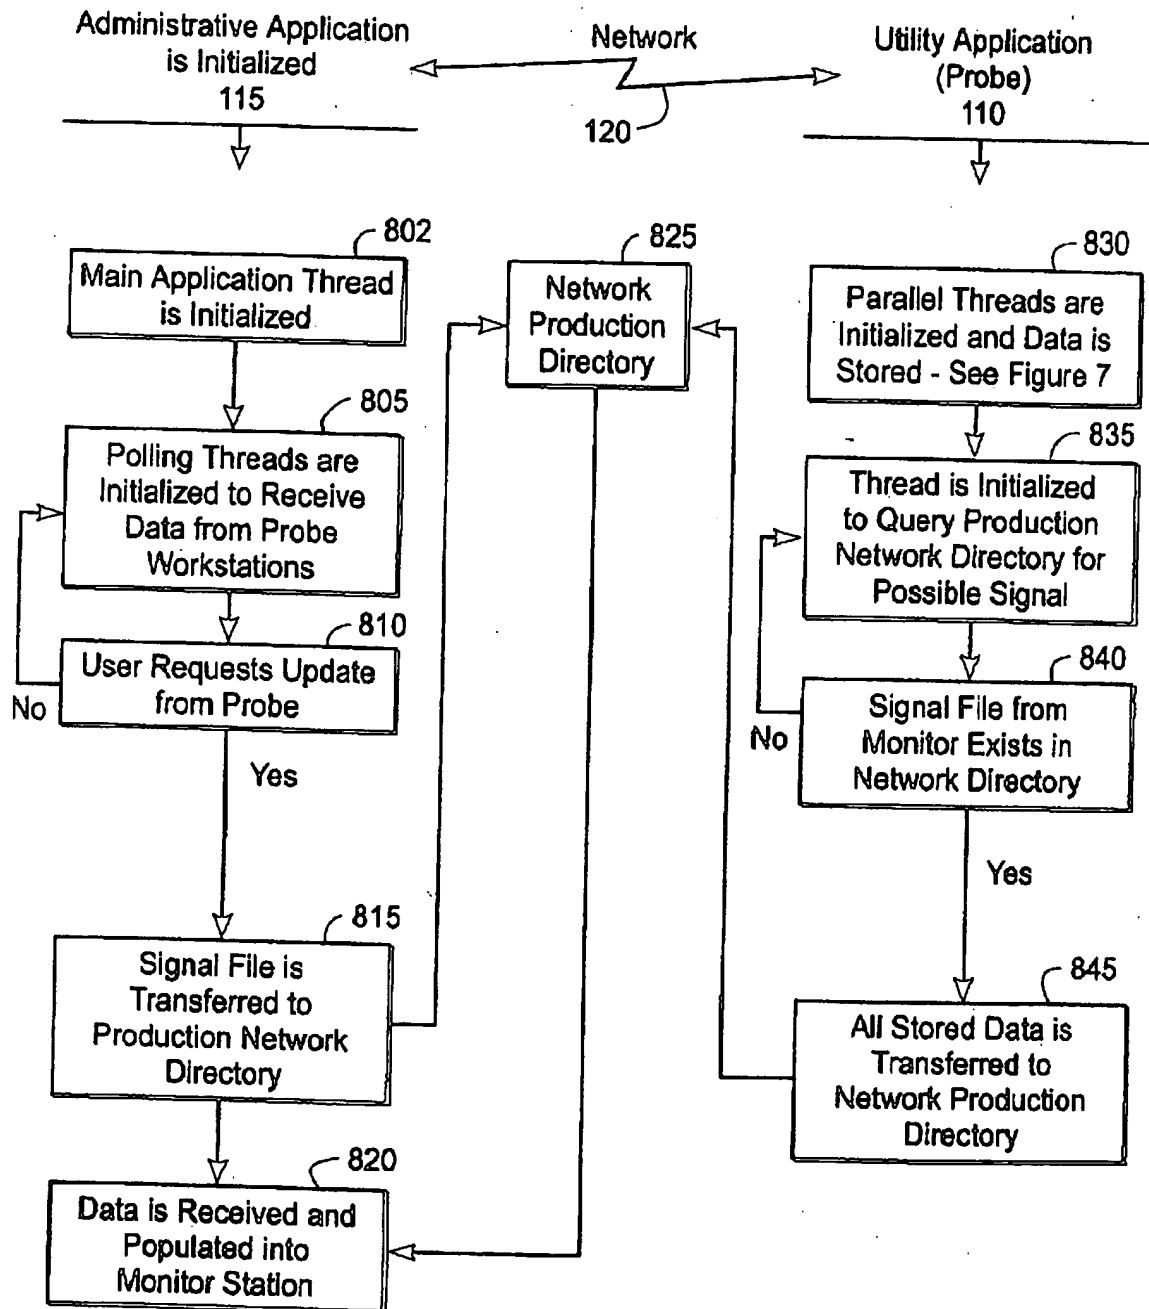 Administrative Application
is Initialized
115
Network
120
Utility Application
(Probe)
110
802
Main Application Thread
is Initialized
805
Polling Threads are
Initialized to Receive
Data from Probe
Workstations
810
User Requests Update
from Probe
No
Yes
815
Signal File is
Transferred to
Production Network
Directory
820
Data is Received and
Populated into
Monitor Station
825
Network
Production
Directory
830
Parallel Threads are
Initialized and Data is
Stored - See Figure 7
835
Thread is Initialized
to Query Production
Network Directory for
Possible Signal
840
Signal File from
Monitor Exists in
Network Directory
No
Yes
845
All Stored Data is
Transferred to
Network Production
Directory